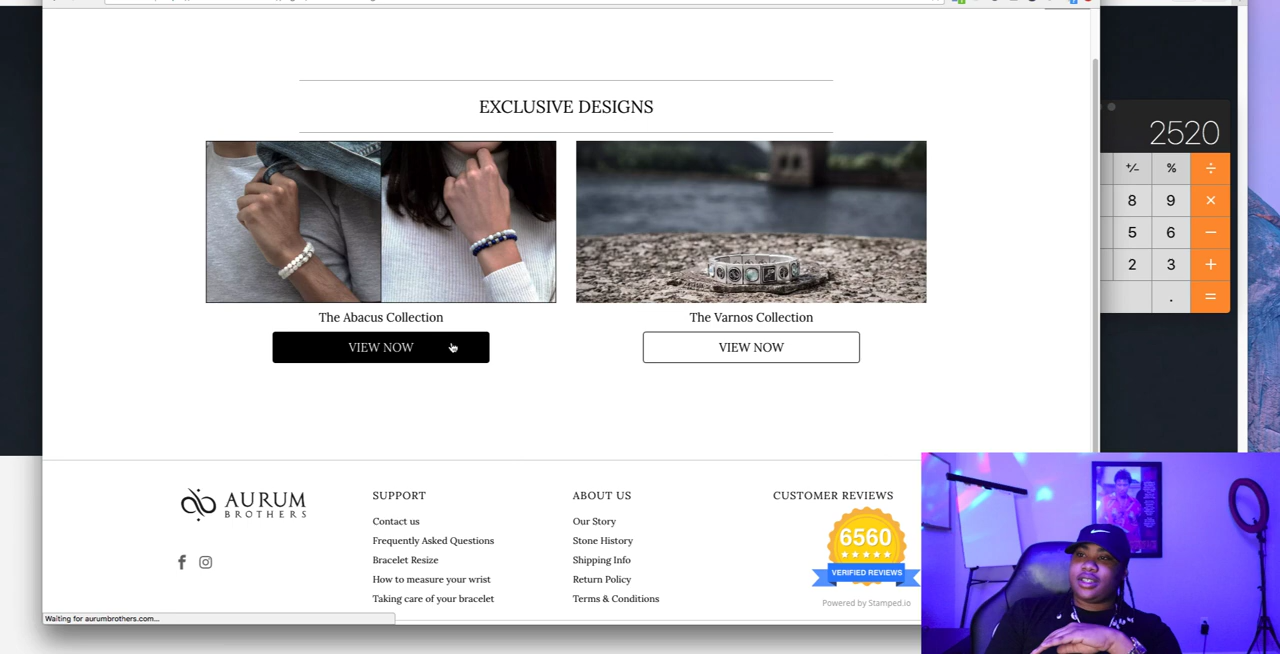 EXCLUSIVE DESIGNS
The Abacus Collection
The Varnos Collection
VIEW NOW
VIEW NOW
AURUM
BROTHERS
SUPPORT
Contact us
Frequently Asked Questions
Bracelet Resize
How to measure your wrist
Taking care of your bracelet
ABOUT US
Our Story
Stone History
Shipping Info
Return Policy
Terms & Conditions
CUSTOMER REVIEWS
6560
VERIFIED REVIEWS
Powered by Stamped.io
Waiting for aurumbrothers.com...
2520
+/- % ÷
8 9 ×
5 6 −
2 3 +
. =